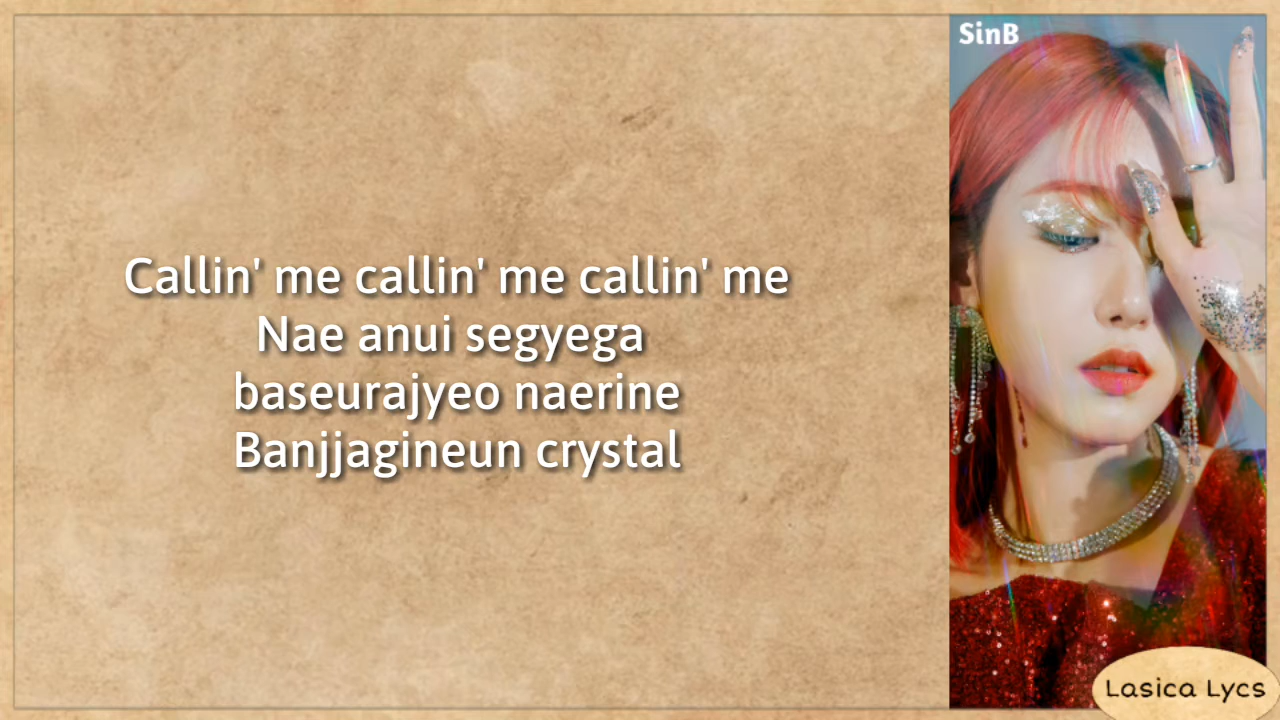 SinB
Callin' me callin' me callin' me
Nae anui segyega
baseurajyeo naerine
Banjjagineun crystal
Lasica Lycs